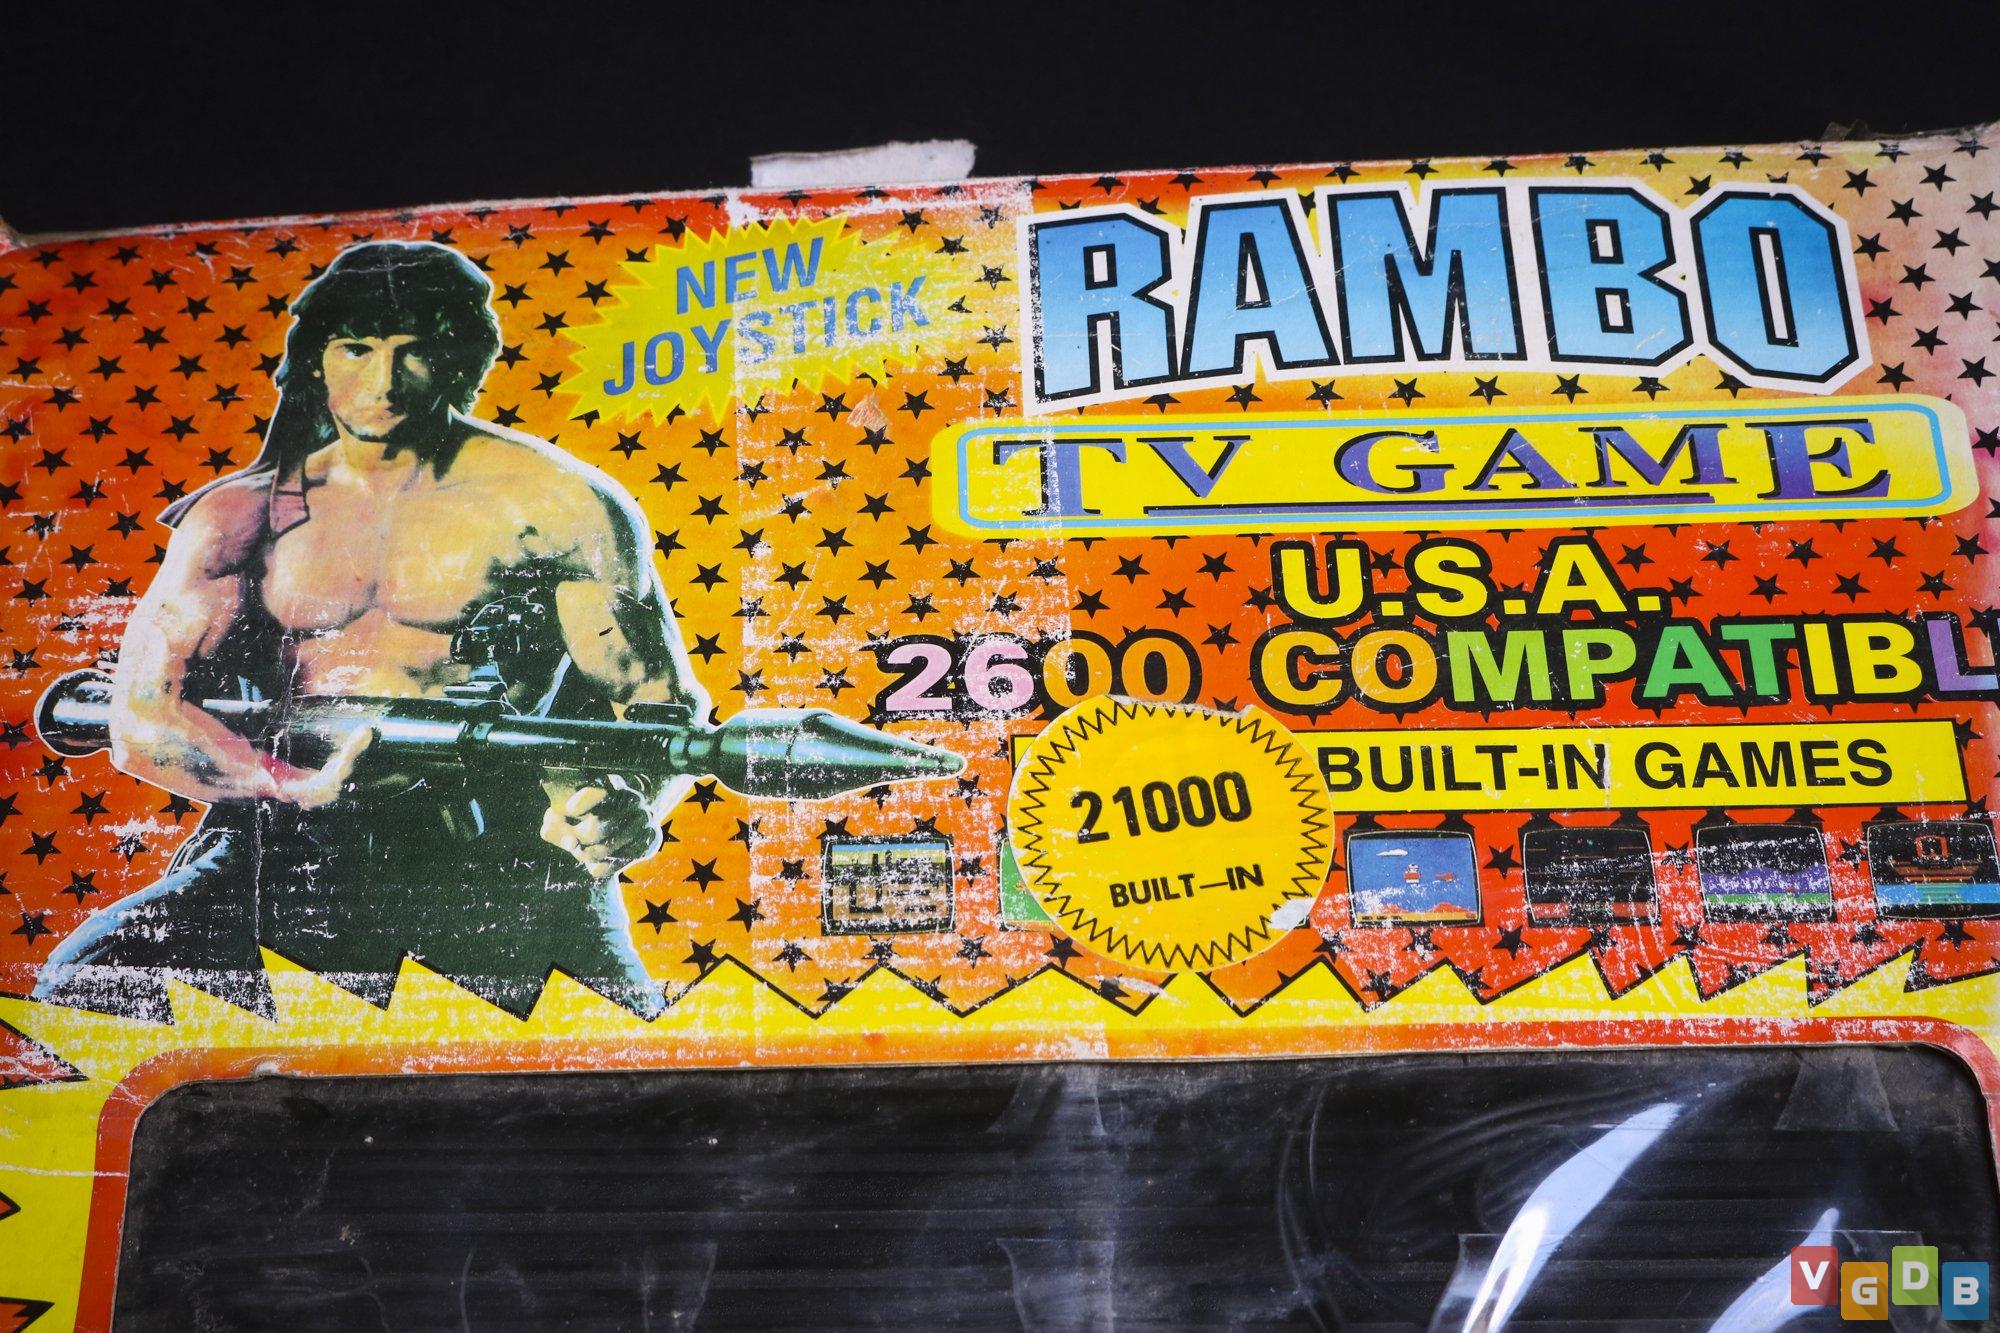 NEW
JOYSTICK
RAMBO
TV GAME
U.S.A.
2600 COMPATIBL
BUILT-IN GAMES
21000
BUILT-IN
VGDB